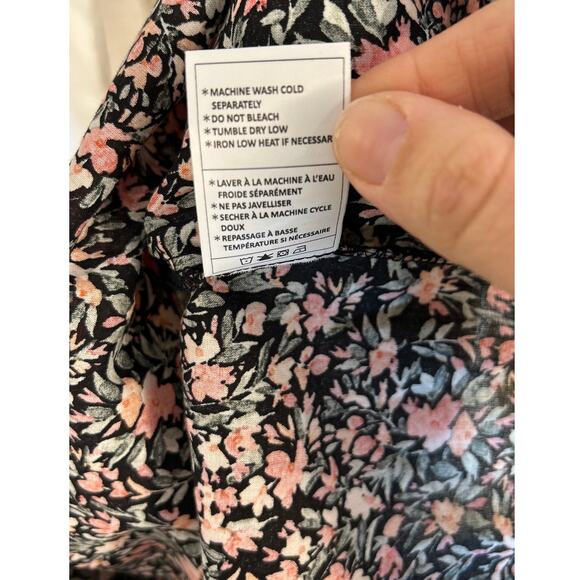 *MACHINE WASH COLD
SEPARATELY
*DO NOT BLEACH
*TUMBLE DRY LOW
*IRON LOW HEAT IF NECESSAR
*LAVER À LA MACHINE À L'EAU
FROIDE SÉPARÉMENT
*NE PAS JAVELLISER
*SECHER À LA MACHINE CYCLE
DOUX
*REPASSAGE À BASSE
TEMPÉRATURE SI NÉCESSAIRE